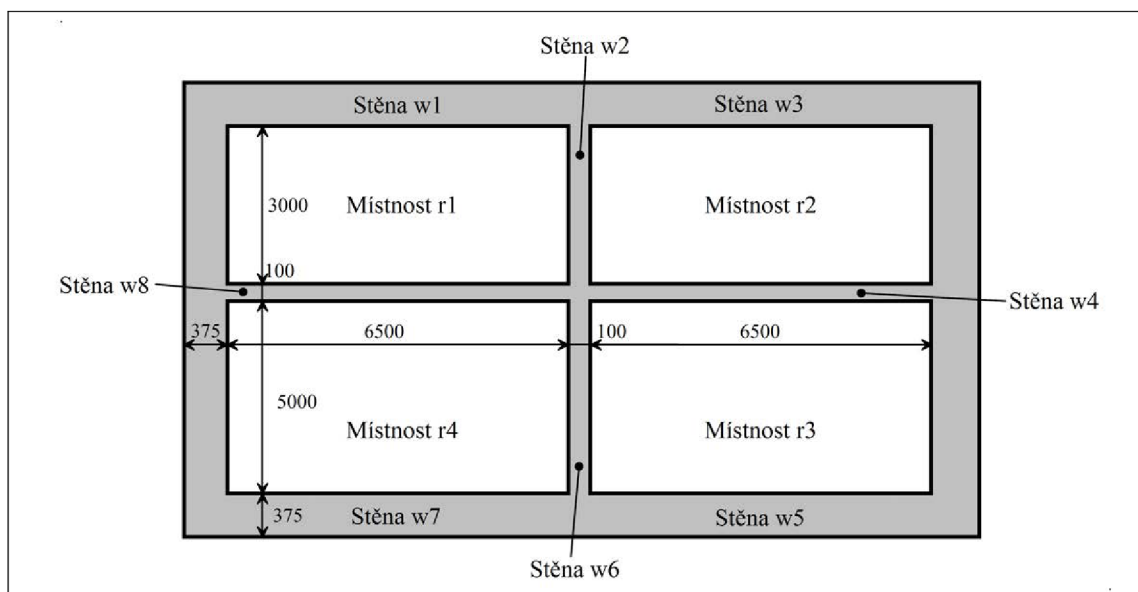 Stěna w2
Stěna w1
Stěna w3
3000
Místnost r1
Místnost r2
100
Stěna w8
Stěna w4
375
6500
100
6500
5000
Místnost r4
Místnost r3
375
Stěna w7
Stěna w5
Stěna w6